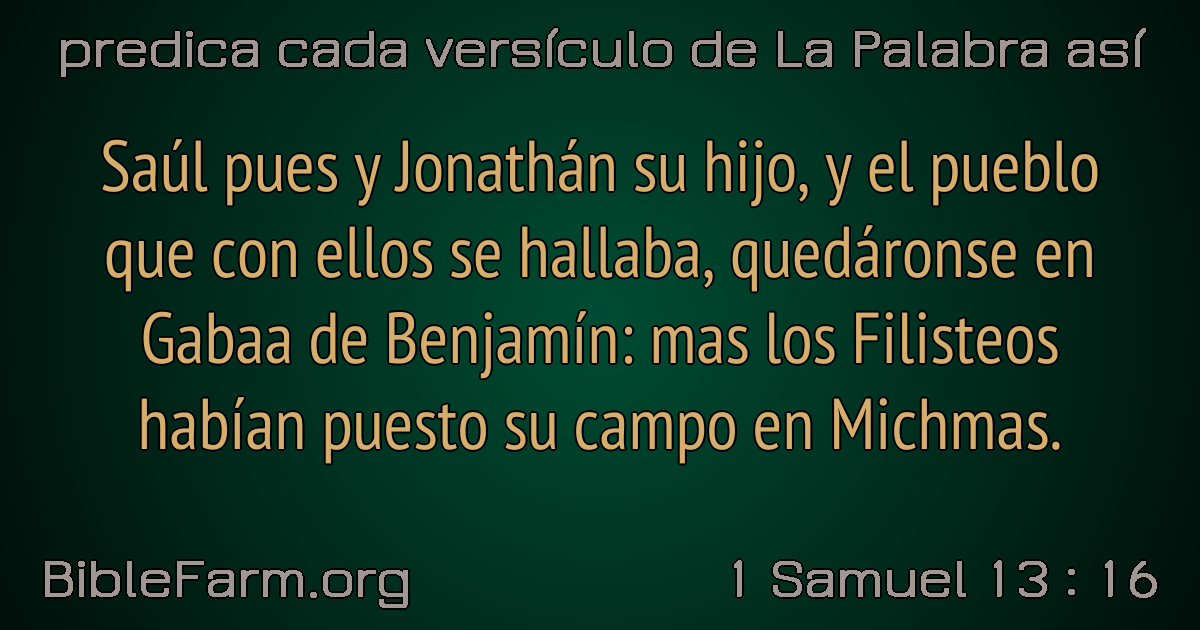 predica cada versículo de La Palabra así
Saúl pues y Jonathán su hijo, y el pueblo
que con ellos se hallaba, quedáronse en
Gabaa de Benjamín: mas los Filisteos
habían puesto su campo en Michmas.
BibleFarm.org
1 Samuel 13 : 16